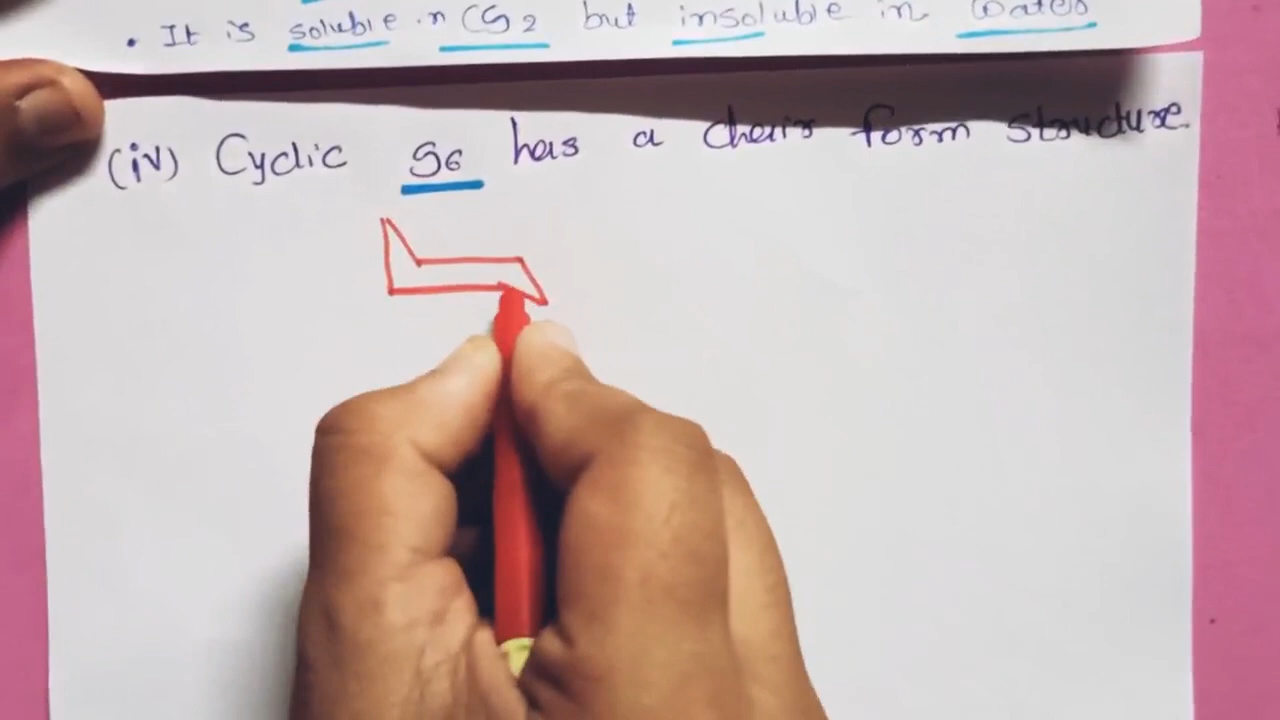 • It is soluble in CS2 but insoluble in water
(iv) Cyclic S6 has a chair form structure.